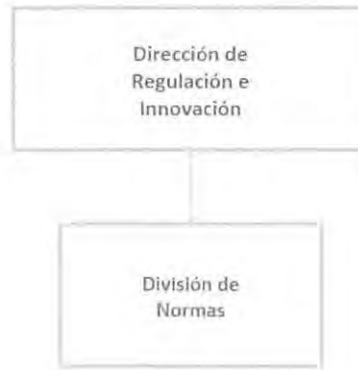 Dirección de
Regulación e
Innovación
División de
Normas